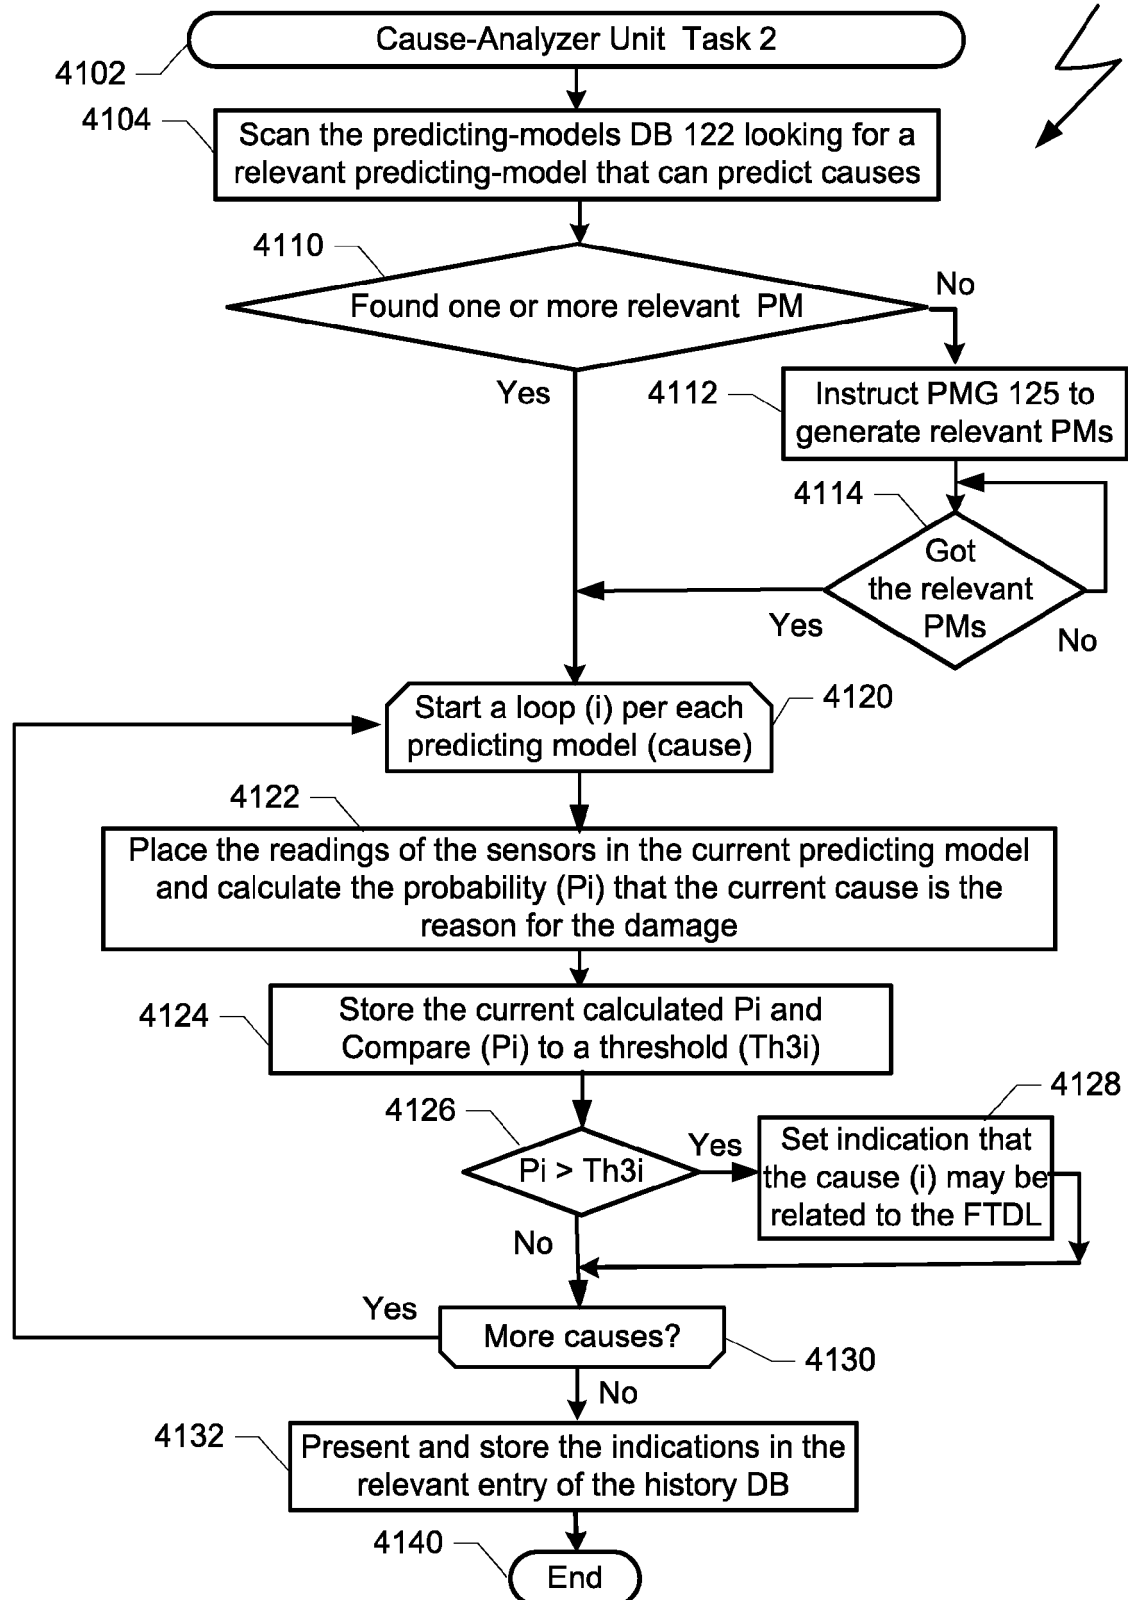 Cause-Analyzer Unit Task 2
4102
4104
Scan the predicting-models DB 122 looking for a
relevant predicting-model that can predict causes
4110
Found one or more relevant PM
No
Yes
4112
Instruct PMG 125 to
generate relevant PMs
4114
Got
the relevant
PMs
Yes
No
Start a loop (i) per each
predicting model (cause)
4120
4122
Place the readings of the sensors in the current predicting model
and calculate the probability (Pi) that the current cause is the
reason for the damage
4124
Store the current calculated Pi and
Compare (Pi) to a threshold (Th3i)
4126
Pi > Th3i
Yes
No
4128
Set indication that
the cause (i) may be
related to the FTDL
Yes
More causes?
4130
No
4132
Present and store the indications in the
relevant entry of the history DB
4140
End